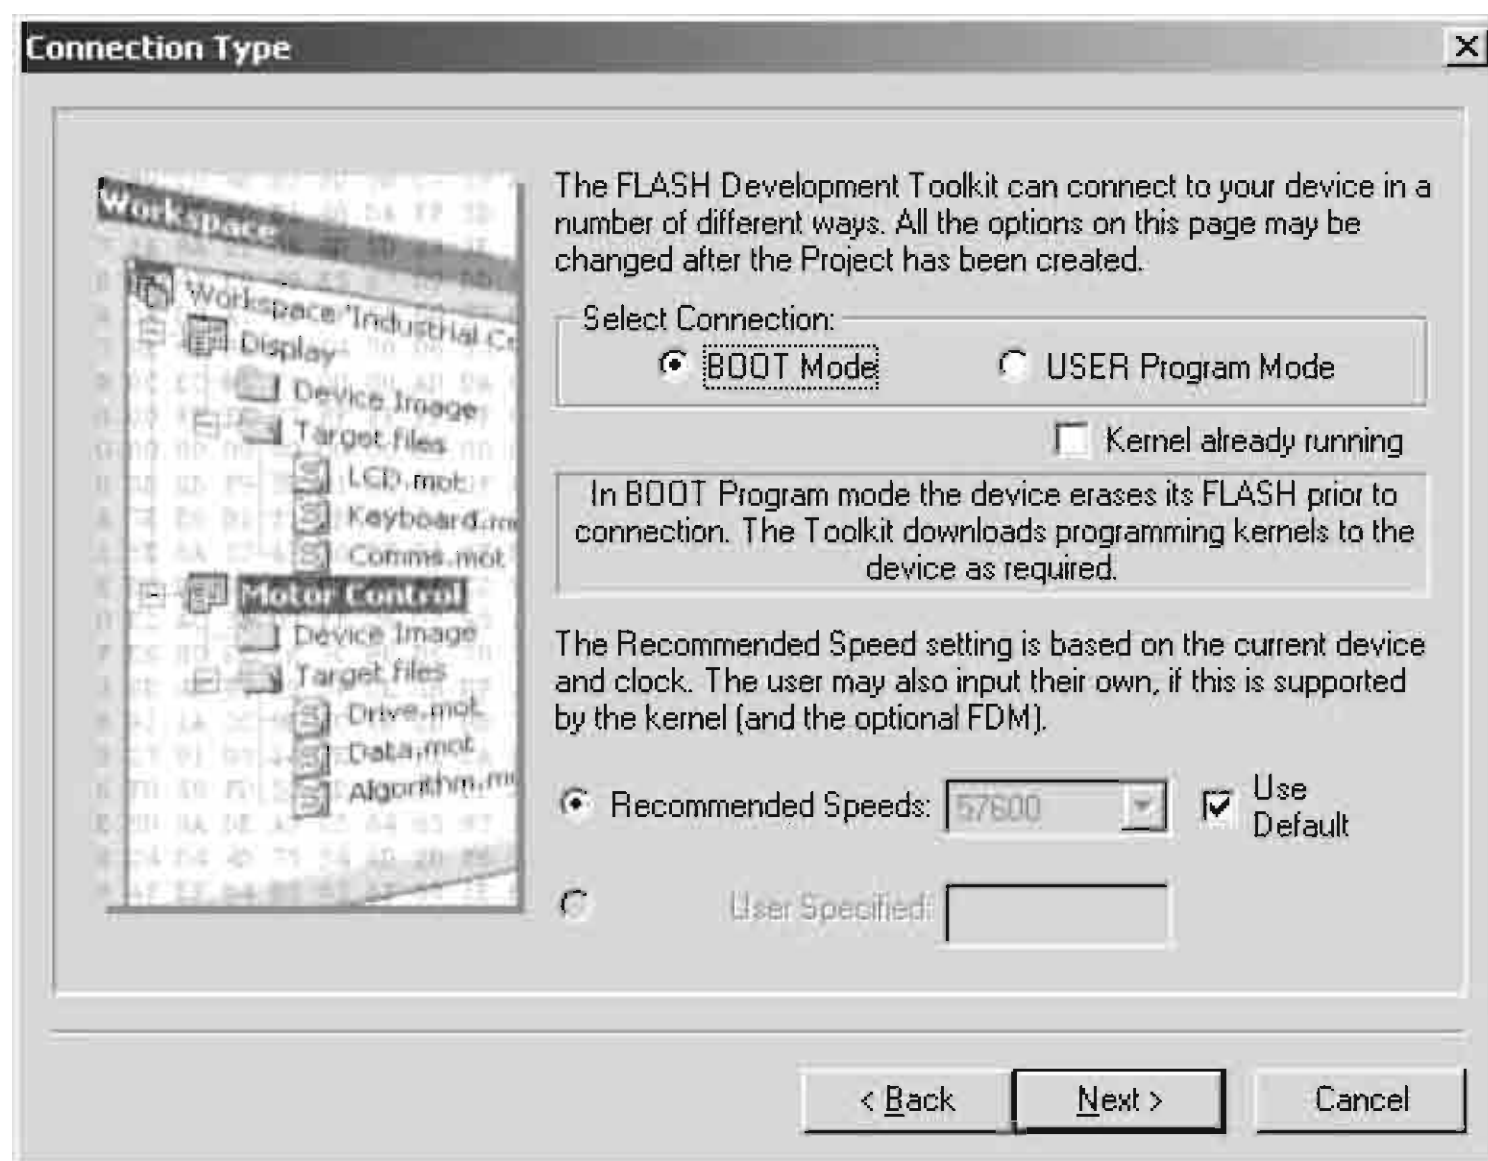 Connection Type
Workspace
Workspace 'Industrial Co
Display
Device Image
Target files
LCD.mot
Keyboard.mo
Comms.mot
Motor Control
Device Image
Target files
Drive.mot
Data.mot
Algorithm.mo
The FLASH Development Toolkit can connect to your device in a
number of different ways. All the options on this page may be
changed after the Project has been created.
Select Connection:
BOOT Mode USER Program Mode
Kernel already running
In BOOT Program mode the device erases its FLASH prior to
connection. The Toolkit downloads programming kernels to the
device as required.
The Recommended Speed setting is based on the current device
and clock. The user may also input their own, if this is supported
by the kernel (and the optional FDM).
Recommended Speeds: 57600 Use
Default
User Specified:
< Back Next > Cancel